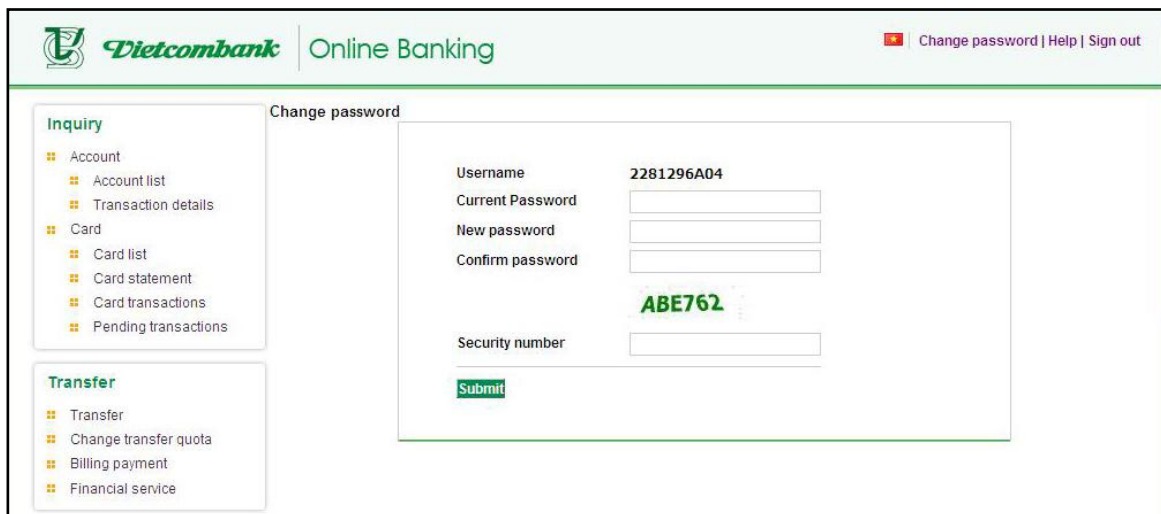 Vietcombank Online Banking
Change password | Help | Sign out
Inquiry
Account
Account list
Transaction details
Card
Card list
Card statement
Card transactions
Pending transactions
Transfer
Transfer
Change transfer quota
Billing payment
Financial service
Change password
Username 2281296A04
Current Password
New password
Confirm password
ABE762
Security number
Submit